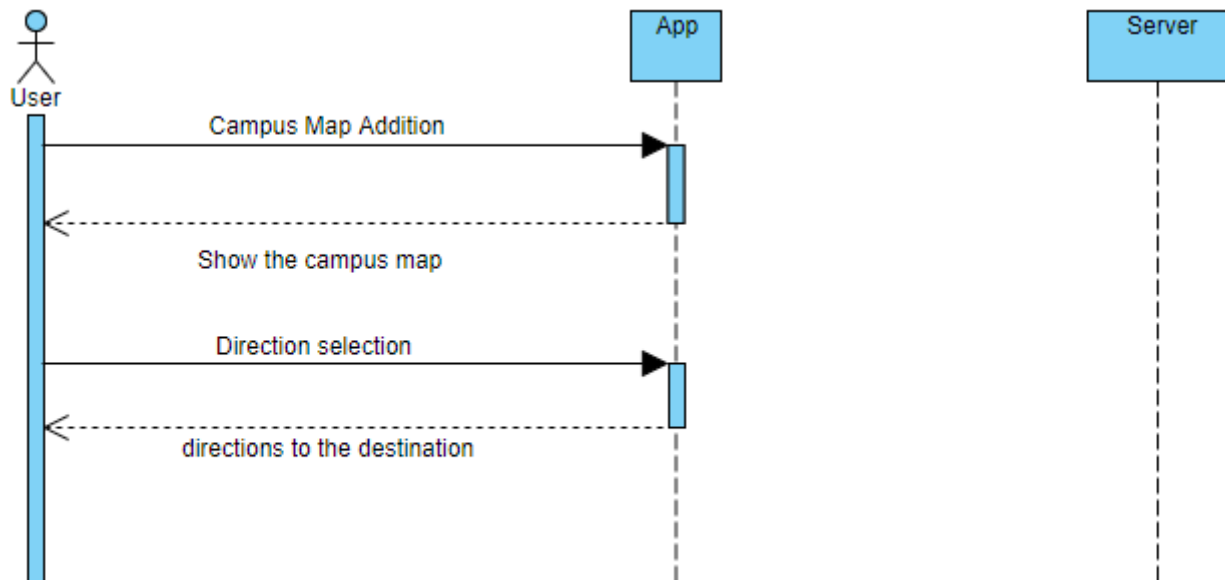 App
Server
User
Campus Map Addition
Show the campus map
Direction selection
directions to the destination